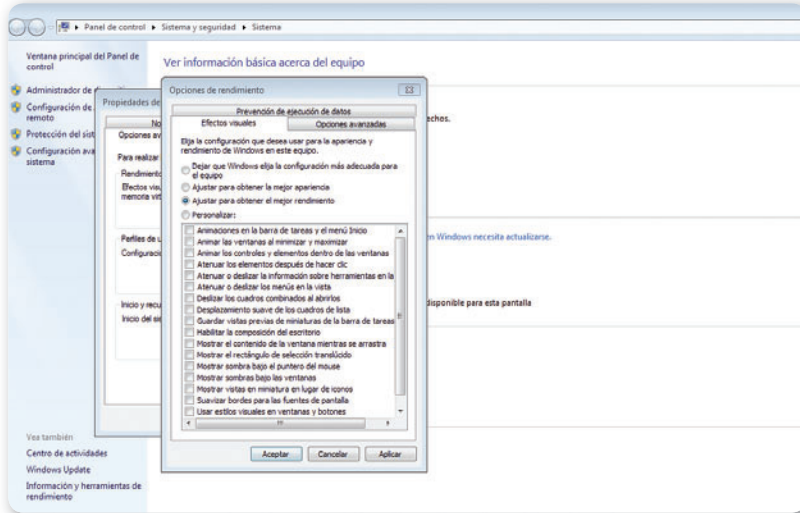 Panel de control ▸ Sistema y seguridad ▸ Sistema
Ventana principal del Panel de
control
Administrador de
Configuración de
remoto
Protección del sist
Configuración ava
sistema
Vea también
Centro de actividades
Windows Update
Información y herramientas de
rendimiento
Ver información básica acerca del equipo
echos.
en Windows necesita actualizarse.
disponible para esta pantalla
Propiedades de
No
Opciones av
Para realizar
Rendimiento
Efectos visu
memoria virt
Perfiles de u
Configuració
Inicio y recu
Inicio del sis
Opciones de rendimiento
Prevención de ejecución de datos
Efectos visuales
Opciones avanzadas
Elija la configuración que desea usar para la apariencia y
rendimiento de Windows en este equipo.
Dejar que Windows elija la configuración más adecuada para
el equipo
Ajustar para obtener la mejor apariencia
Ajustar para obtener el mejor rendimiento
Personalizar:
Animaciones en la barra de tareas y el menú Inicio
Animar las ventanas al minimizar y maximizar
Animar los controles y elementos dentro de las ventanas
Atenuar los elementos después de hacer clic
Atenuar o deslizar la información sobre herramientas en la
Atenuar o deslizar los menús en la vista
Deslizar los cuadros combinados al abrirlos
Desplazamiento suave de los cuadros de lista
Guardar vistas previas de miniaturas de la barra de tareas
Habilitar la composición del escritorio
Mostrar el contenido de la ventana mientras se arrastra
Mostrar el rectángulo de selección translúcido
Mostrar sombra bajo el puntero del mouse
Mostrar sombras bajo las ventanas
Mostrar vistas en miniatura en lugar de iconos
Suavizar bordes para las fuentes de pantalla
Usar estilos visuales en ventanas y botones
Aceptar
Cancelar
Aplicar